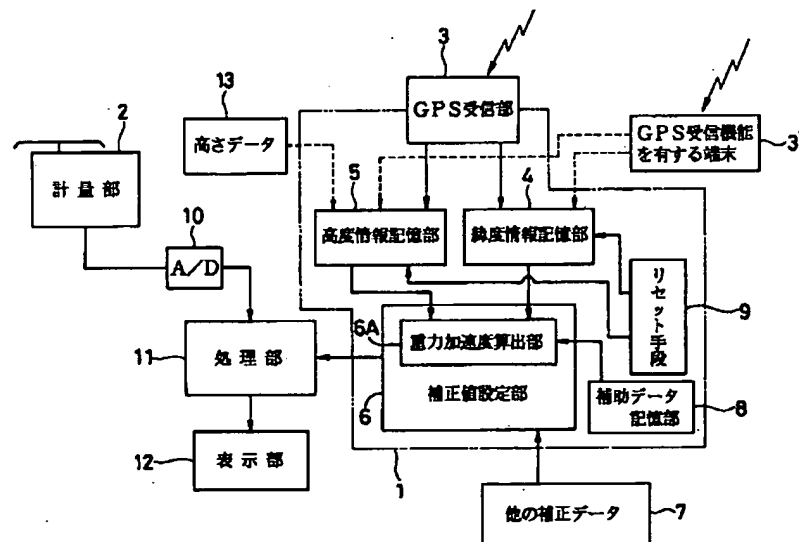 3
13
2
GPS受信部
9
高さデータ
GPS受信機能
を有する端末
3'
計量部
5
4
10
高度情報記憶部
緯度情報記憶部
A/D
リセット手段
9
6A
重力加速度算出部
11
処理部
6
補正値設定部
補助データ
記憶部
8
12
表示部
1
他の補正データ
7